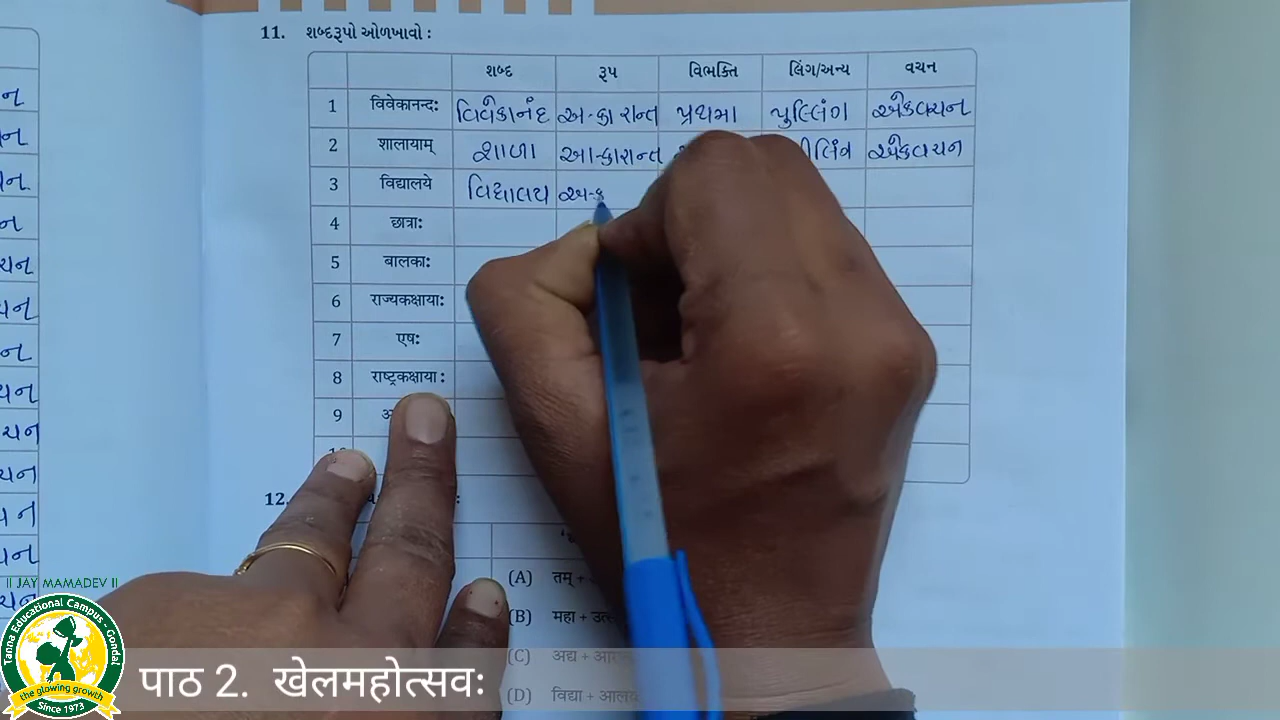 11. શબ્દરૂપો ઓળખાવો :
શબ્દ રૂપ વિભક્તિ લિંગ/અન્ય વચન
1 विवेकानन्दः વિવેકાનંદ અ-કારાન્ત પ્રથમા પુલ્લિંગ એકવચન
2 शालायाम् શાળા આ-કારાન્ત એકવચન
3 विद्यालये વિદ્યાલય અ-ક
4 छात्राः
5 बालकाः
6 राज्यकक्षायाः
7 एषः
8 राष्ट्रकक्षायाः
9
12.
(A) तम् +
(B) महा +
(C) अद्य +
(D) विद्या +
|| JAY MAMADEV ||
Tanna Educational Campus - Gondal
the glowing growth
Since 1973
पाठ 2. खेलमहोत्सवः